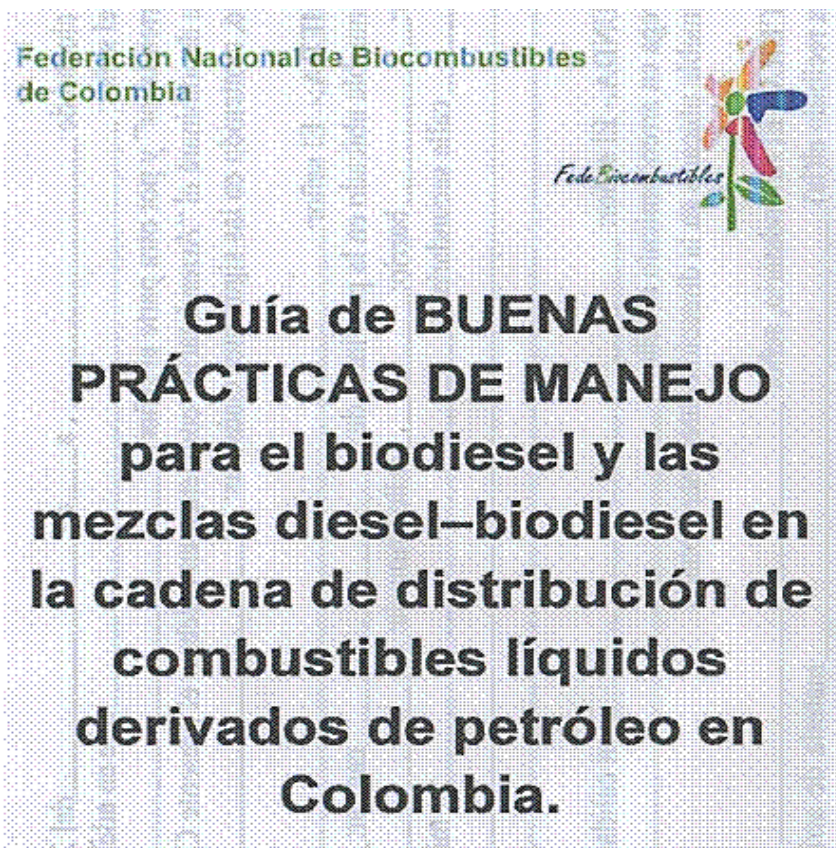 Federación Nacional de Biocombustibles
de Colombia
FedeBiocombustibles
Guía de BUENAS
PRÁCTICAS DE MANEJO
para el biodiesel y las
mezclas diesel–biodiesel en
la cadena de distribución de
combustibles líquidos
derivados de petróleo en
Colombia.